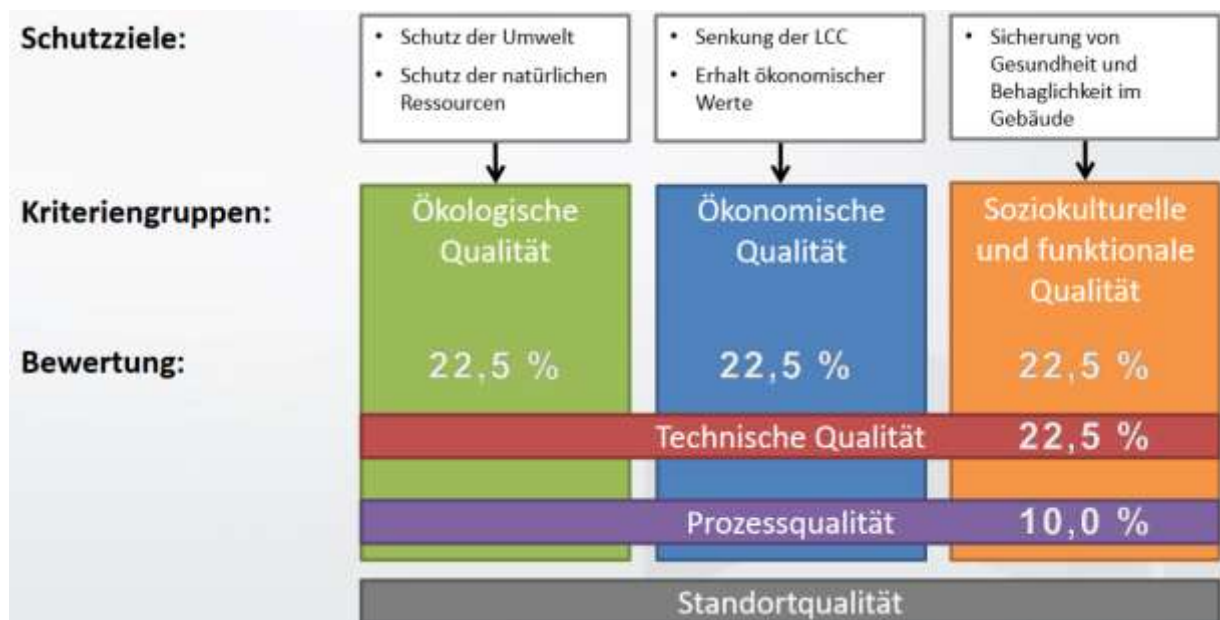 Schutzziele:
• Schutz der Umwelt
• Schutz der natürlichen
Ressourcen
• Senkung der LCC
• Erhalt ökonomischer
Werte
• Sicherung von
Gesundheit und
Behaglichkeit im
Gebäude
Kriteriengruppen:
Ökologische
Qualität
Ökonomische
Qualität
Soziokulturelle
und funktionale
Qualität
Bewertung:
22,5 %
22,5 %
22,5 %
Technische Qualität 22,5 %
Prozessqualität 10,0 %
Standortqualität